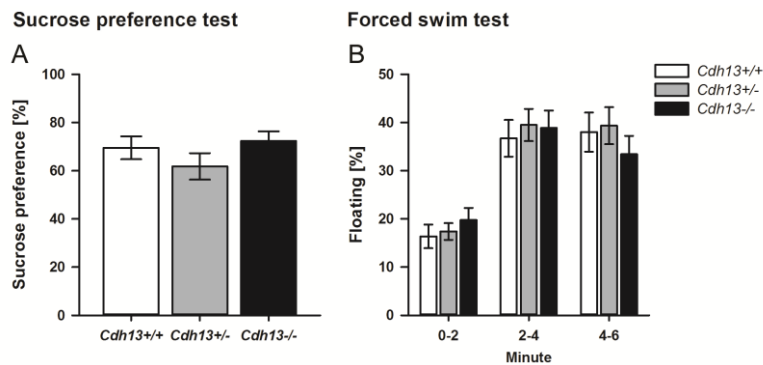 Sucrose preference test
Forced swim test
A
B
Sucrose preference [%]
100
80
60
40
20
0
Cdh13+/+ Cdh13+/- Cdh13-/-
Floating [%]
50
40
30
20
10
0
0-2 2-4 4-6
Minute
Cdh13+/+
Cdh13+/-
Cdh13-/-